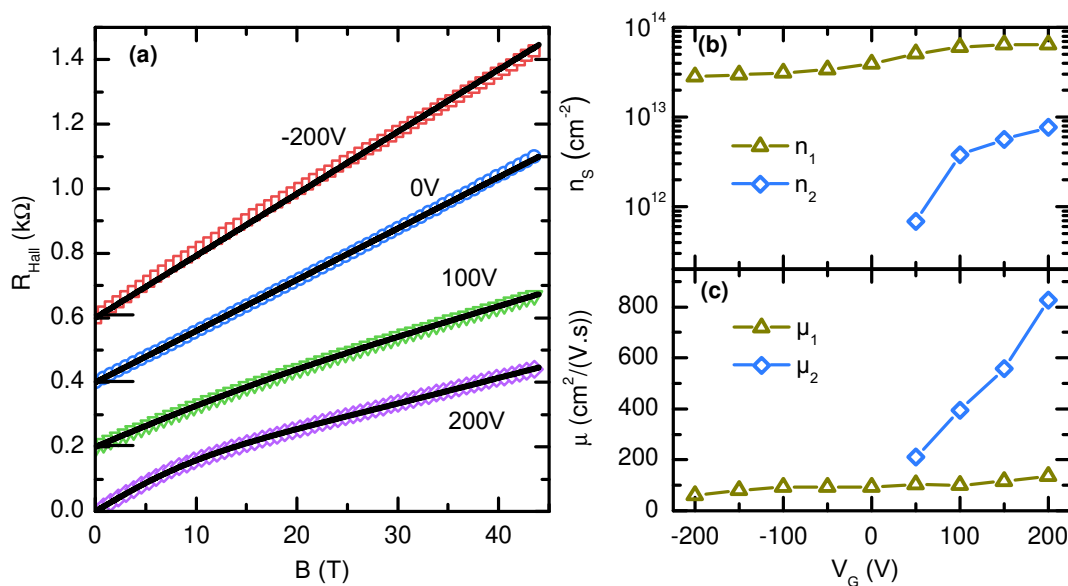 (a)
1.4
1.2
1.0
0.8
0.6
0.4
0.2
0.0
R_Hall (kΩ)
-200V
0V
100V
200V
0 10 20 30 40
B (T)
(b)
10^14
10^13
10^12
n_S (cm^-2)
n_1
n_2
(c)
800
600
400
200
0
μ (cm^2/(V.s))
μ_1
μ_2
-200 -100 0 100 200
V_G (V)